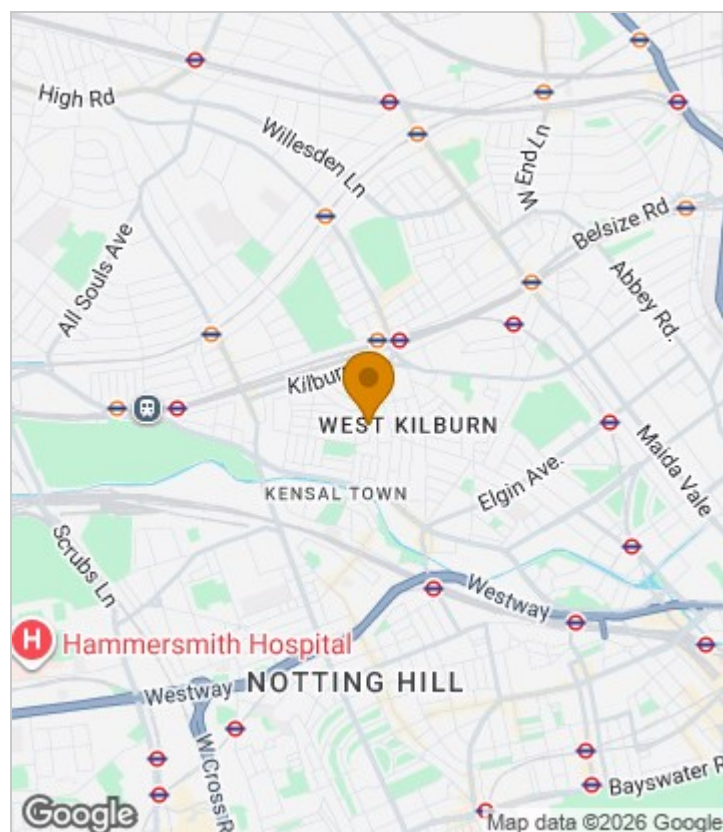 High Rd
Willesden Ln
W End Ln
All Souls Ave
Belsize Rd
Abbey Rd.
WEST KILBURN
KENSAL TOWN
Elgin Ave.
Maida Vale
Scrubs Ln
Westway
H Hammersmith Hospital
Westway
NOTTING HILL
W Cross R
Bayswater R
Google
Map data ©2026 Google